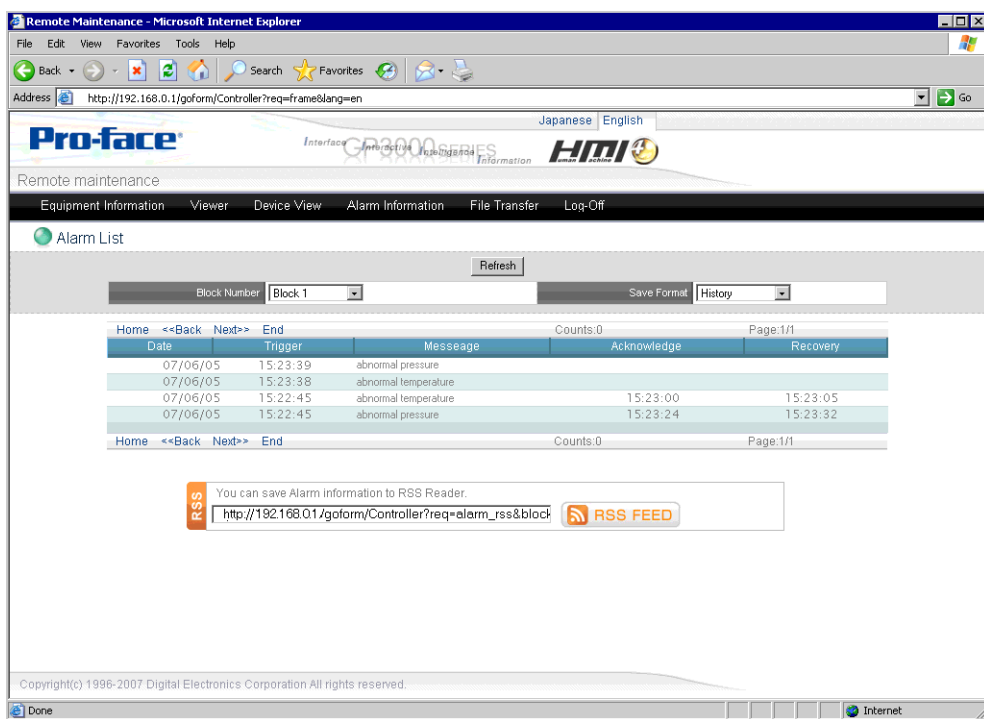 Remote Maintenance - Microsoft Internet Explorer
File Edit View Favorites Tools Help
Back Search Favorites
Address http://192.168.0.1/goform/Controller?req=frame&lang=en Go
Japanese English
Pro-face
Interface Interactive Intelligence Information
GP3000 SERIES
HMI
Human Machine
Remote maintenance
Equipment Information Viewer Device View Alarm Information File Transfer Log-Off
Alarm List
Refresh
Block Number Block 1 Save Format History
Home <<Back Next>> End Counts:0 Page:1/1
Date Trigger Messeage Acknowledge Recovery
07/06/05 15:23:39 abnormal pressure
07/06/05 15:23:38 abnormal temperature
07/06/05 15:22:45 abnormal temperature 15:23:00 15:23:05
07/06/05 15:22:45 abnormal pressure 15:23:24 15:23:32
Home <<Back Next>> End Counts:0 Page:1/1
RSS
You can save Alarm information to RSS Reader.
http://192.168.0.1/goform/Controller?req=alarm_rss&block
RSS FEED
Copyright(c) 1996-2007 Digital Electronics Corporation All rights reserved.
Done Internet